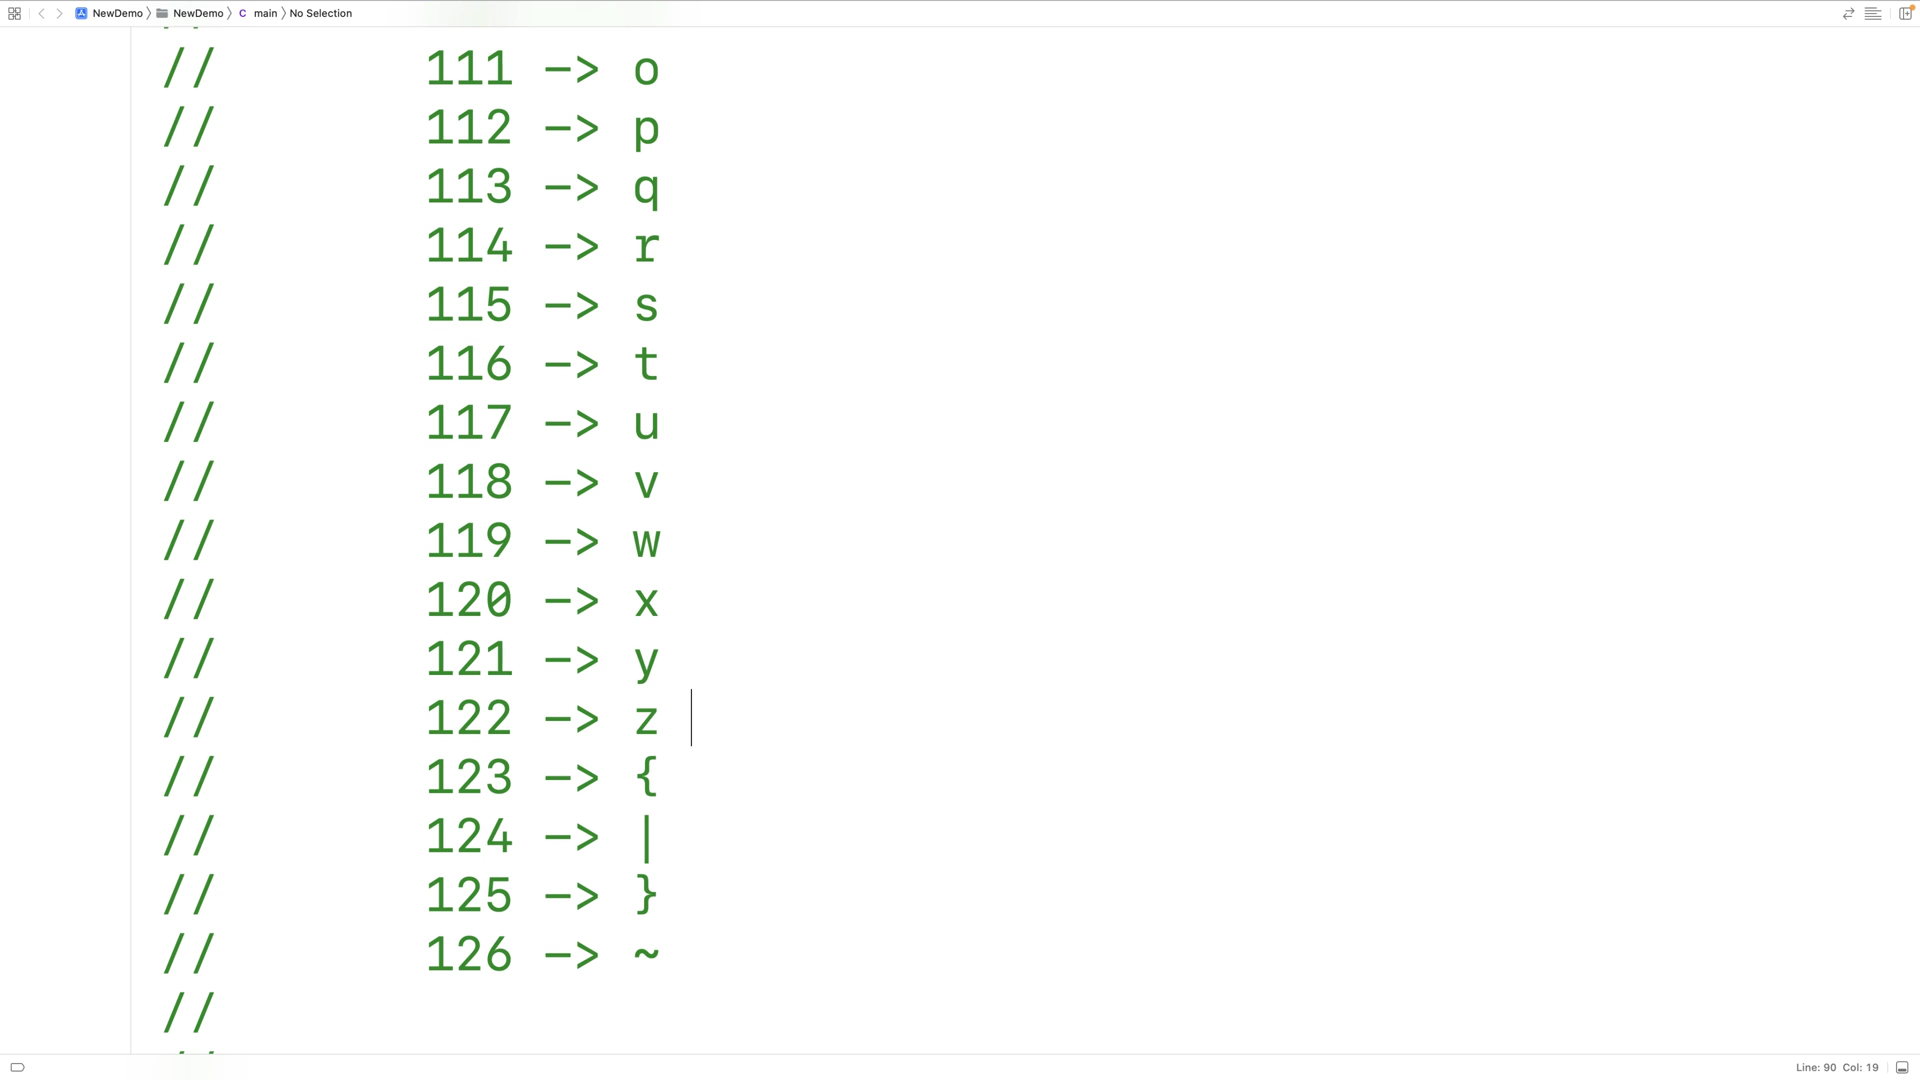 NewDemo 〉 NewDemo 〉 C main 〉 No Selection
// 111 -> o
// 112 -> p
// 113 -> q
// 114 -> r
// 115 -> s
// 116 -> t
// 117 -> u
// 118 -> v
// 119 -> w
// 120 -> x
// 121 -> y
// 122 -> z
// 123 -> {
// 124 -> |
// 125 -> }
// 126 -> ~
//
Line: 90 Col: 19